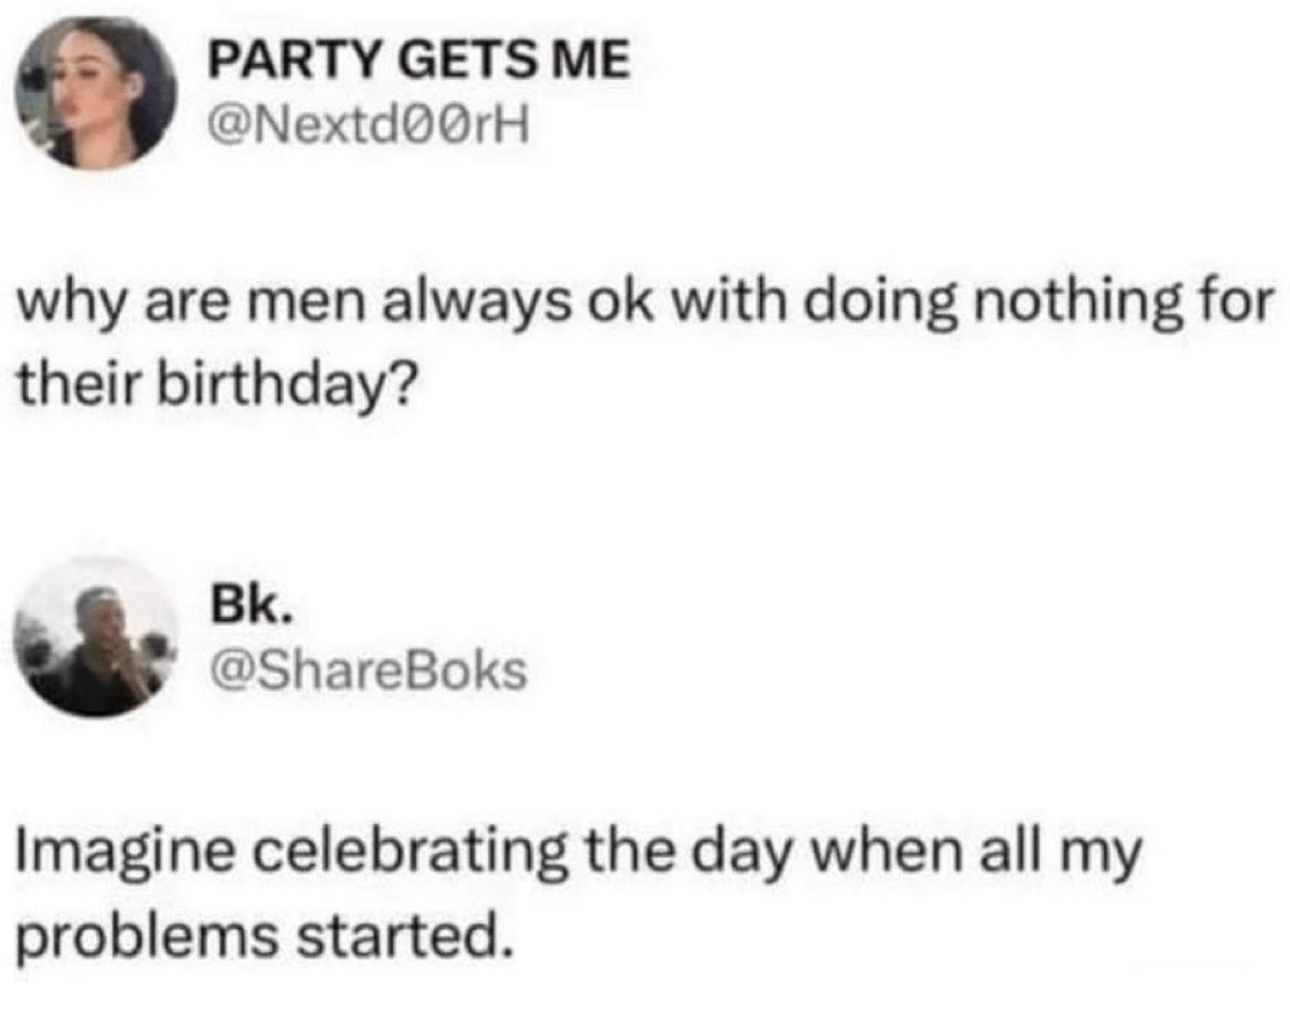 PARTY GETS ME
@Nextd00rH
why are men always ok with doing nothing for
their birthday?
Bk.
@ShareBoks
Imagine celebrating the day when all my
problems started.